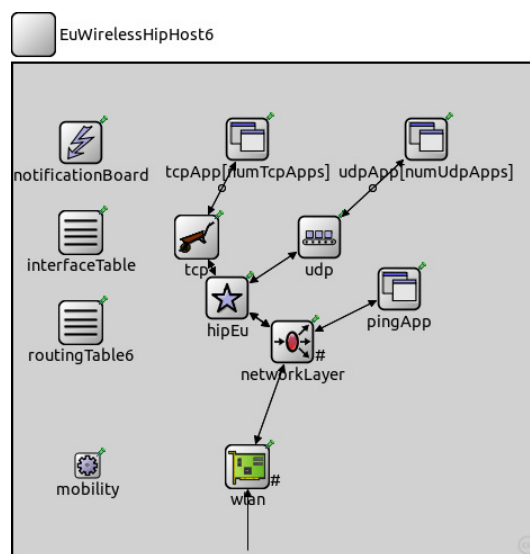 EuWirelessHipHost6
notificationBoard
tcpApp[numTcpApps]
udpApp[numUdpApps]
interfaceTable
tcp
udp
hipEu
pingApp
routingTable6
#
networkLayer
#
mobility
wlan